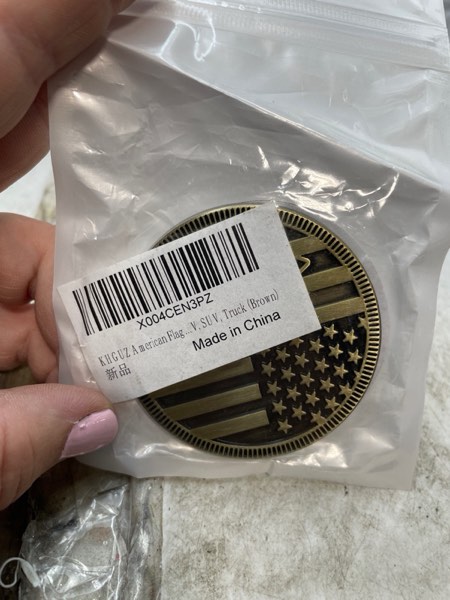 X004CEN3PZ
KIIGUZ American Flag ...V, SUV, Truck (Brown)
新品
Made in China